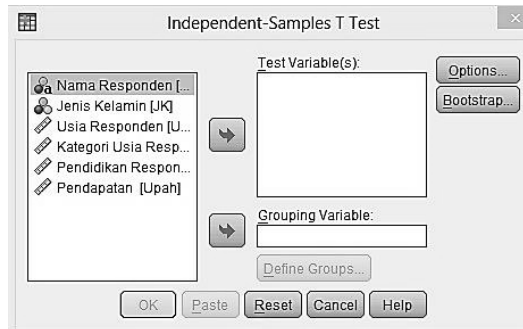 Independent-Samples T Test
Test Variable(s):
Nama Responden [...
Jenis Kelamin [JK]
Usia Responden [U...
Kategori Usia Resp...
Pendidikan Respon...
Pendapatan [Upah]
Options...
Bootstrap...
Grouping Variable:
Define Groups...
OK Paste Reset Cancel Help